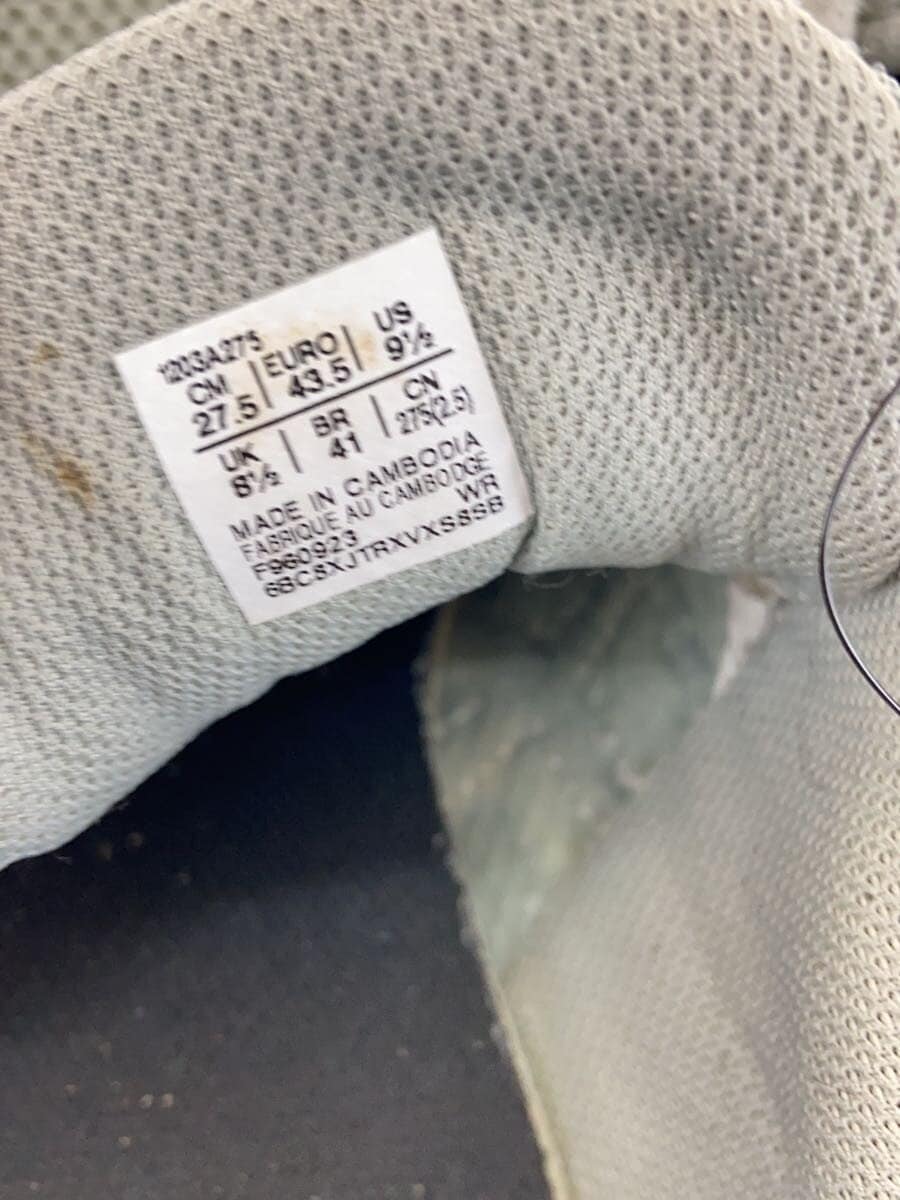 1203A275
CM | EURO | US
27.5 | 43.5 | 9½
UK | BR | CN
8½ | 41 | 275(2.5)
MADE IN CAMBODIA
FABRIQUE AU CAMBODGE
F960923 WR
6BC8XJTRXVXS8SB